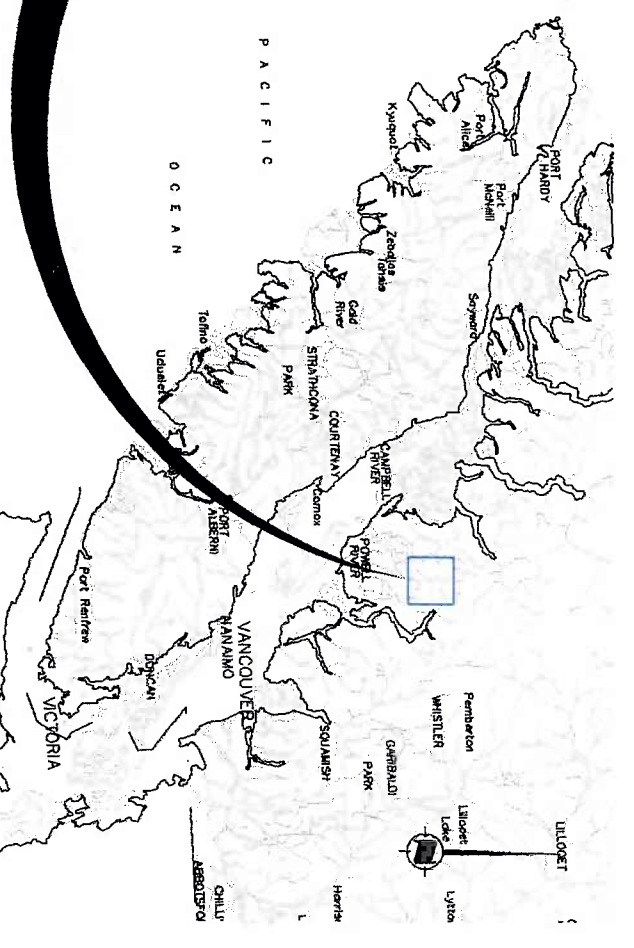 PACIFIC
OCEAN
PORT
HARDY
Port
McNeill
Port
Alice
Kyuquot
Zeballos
Tahsis
Gold
River
Sayward
STRATHCONA
PARK
Tofino
Ucluelet
COURTENAY
CAMPBELL
RIVER
Comox
PORT
ALBERNI
POWELL
RIVER
Port Renfrew
NANAIMO
VANCOUVER
DUNCAN
VICTORIA
SQUAMISH
WHISTLER
Pemberton
GARIBALDI
PARK
Lillooet
Lake
LILLOOET
Lytton
Harris
L
CHILL
ABBOTSFO